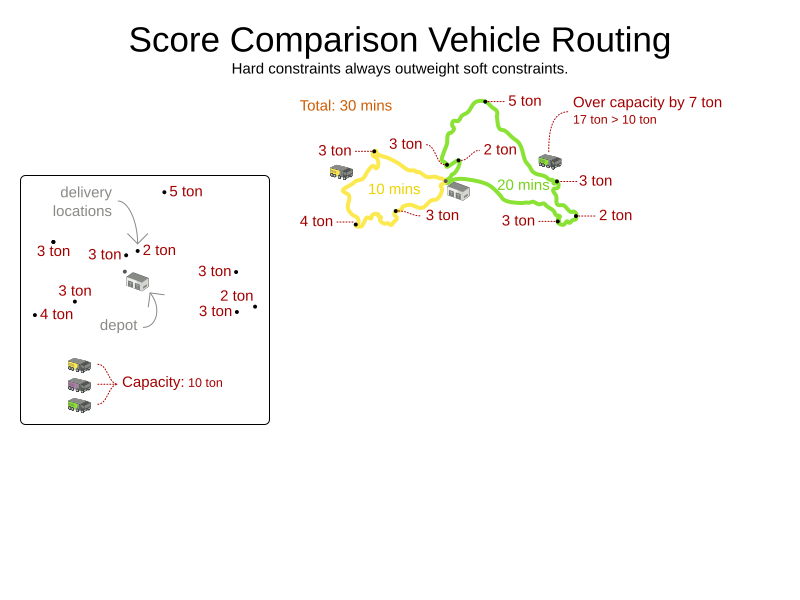 Score Comparison Vehicle Routing
Hard constraints always outweight soft constraints.
Total: 30 mins
5 ton
Over capacity by 7 ton
17 ton > 10 ton
3 ton
3 ton
2 ton
10 mins
20 mins
3 ton
4 ton
3 ton
3 ton
2 ton
delivery
locations
5 ton
3 ton
3 ton
2 ton
3 ton
3 ton
2 ton
4 ton
3 ton
depot
Capacity: 10 ton